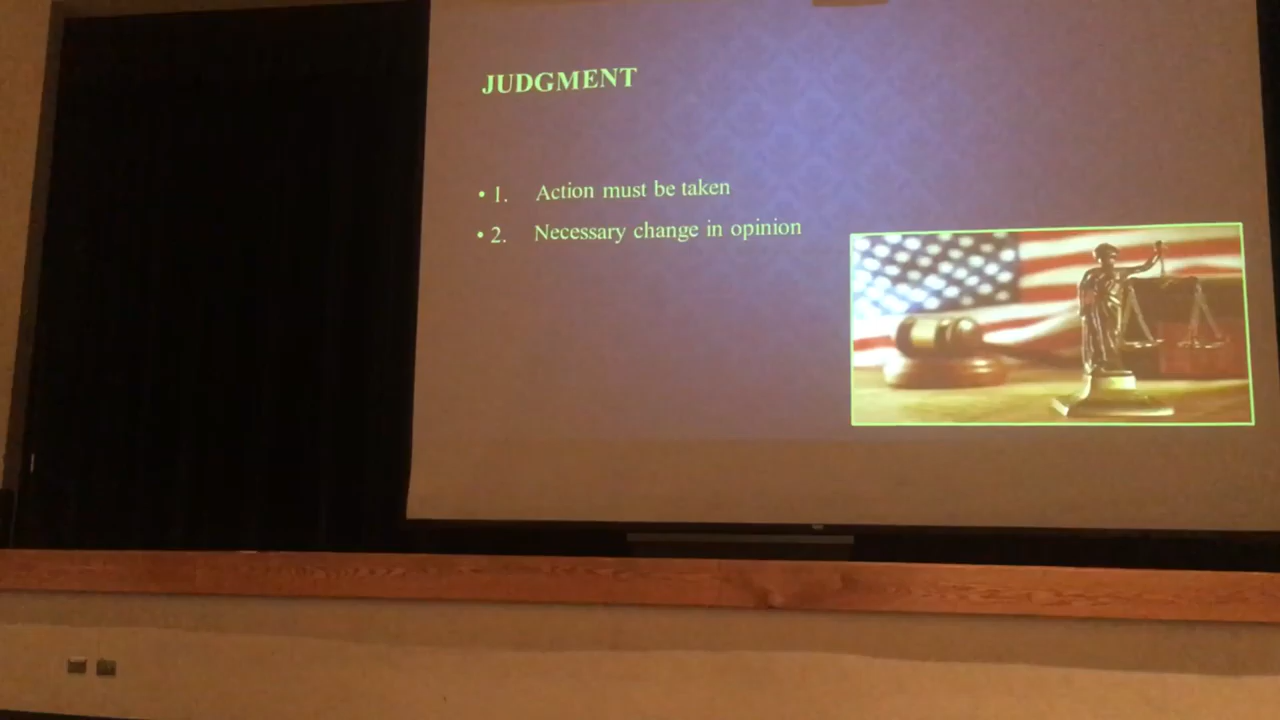 JUDGMENT
• 1. Action must be taken
• 2. Necessary change in opinion